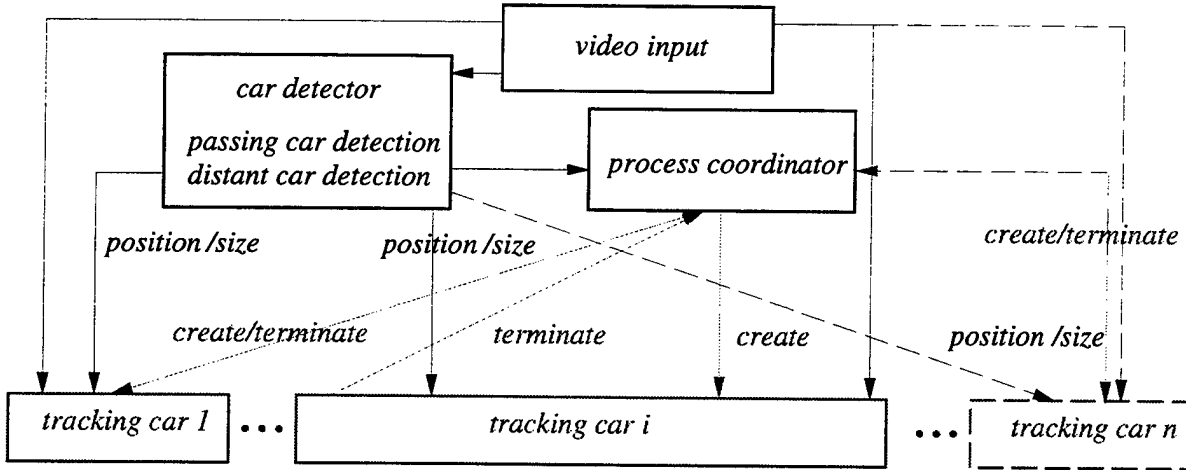 video input
car detector
passing car detection
distant car detection
process coordinator
position /size
position /size
create/terminate
create/terminate
terminate
create
position /size
tracking car 1
...
tracking car i
...
tracking car n